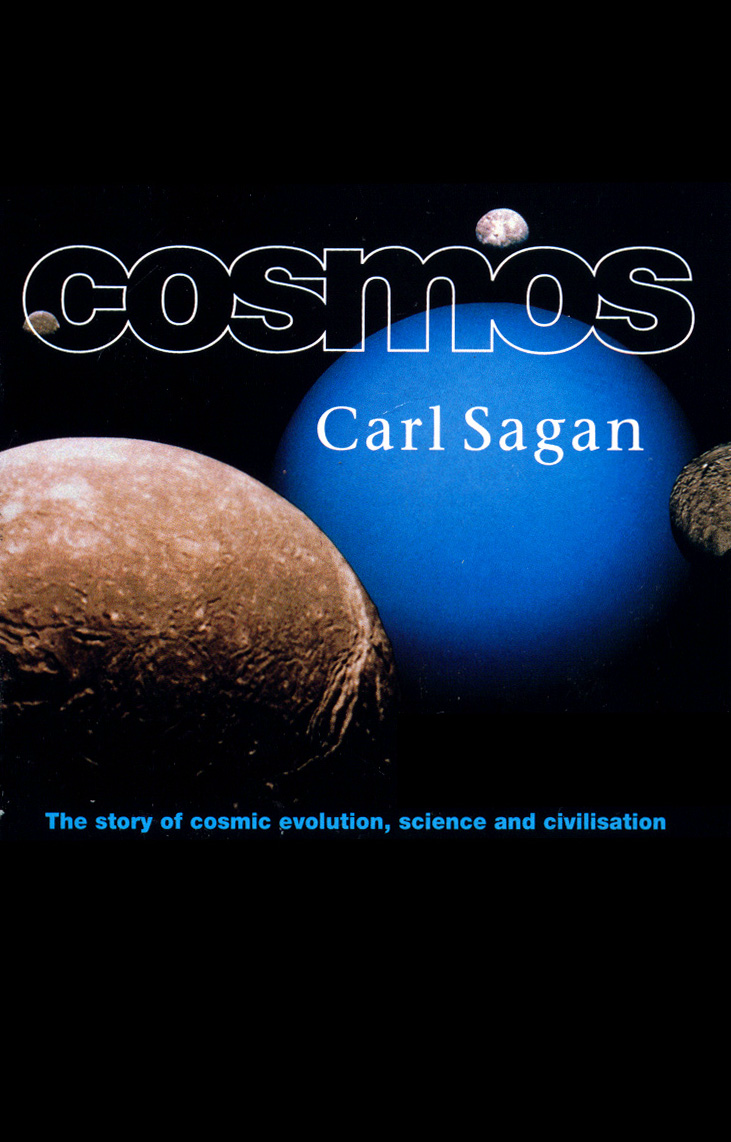 cosmos
Carl Sagan
The story of cosmic evolution, science and civilisation